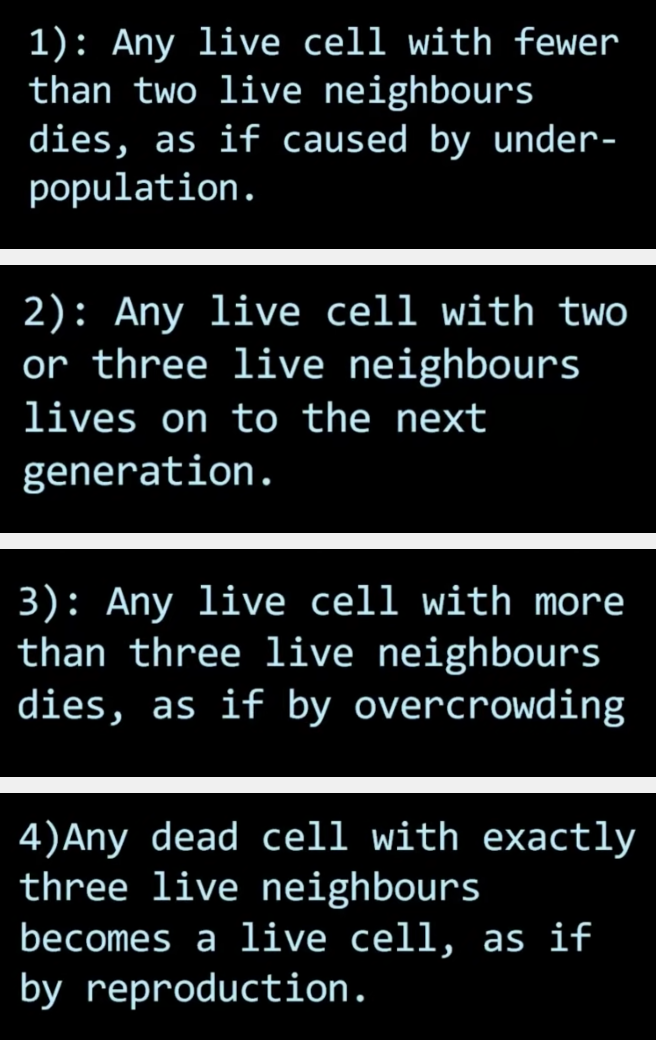 1): Any live cell with fewer
than two live neighbours
dies, as if caused by under-
population.
2): Any live cell with two
or three live neighbours
lives on to the next
generation.
3): Any live cell with more
than three live neighbours
dies, as if by overcrowding
4)Any dead cell with exactly
three live neighbours
becomes a live cell, as if
by reproduction.